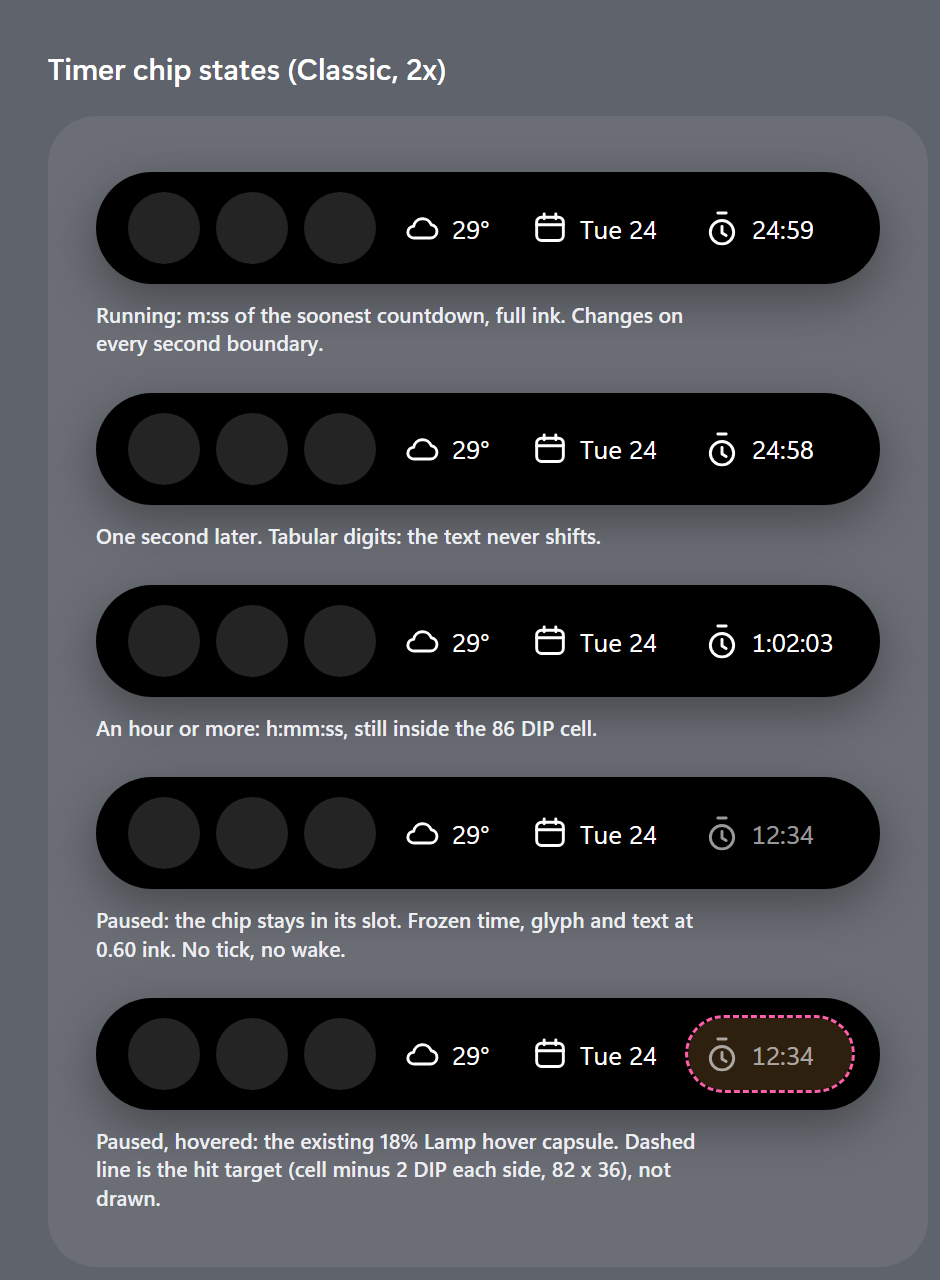 Timer chip states (Classic, 2x)
29° Tue 24 24:59
Running: m:ss of the soonest countdown, full ink. Changes on
every second boundary.
29° Tue 24 24:58
One second later. Tabular digits: the text never shifts.
29° Tue 24 1:02:03
An hour or more: h:mm:ss, still inside the 86 DIP cell.
29° Tue 24 12:34
Paused: the chip stays in its slot. Frozen time, glyph and text at
0.60 ink. No tick, no wake.
29° Tue 24 12:34
Paused, hovered: the existing 18% Lamp hover capsule. Dashed
line is the hit target (cell minus 2 DIP each side, 82 x 36), not
drawn.